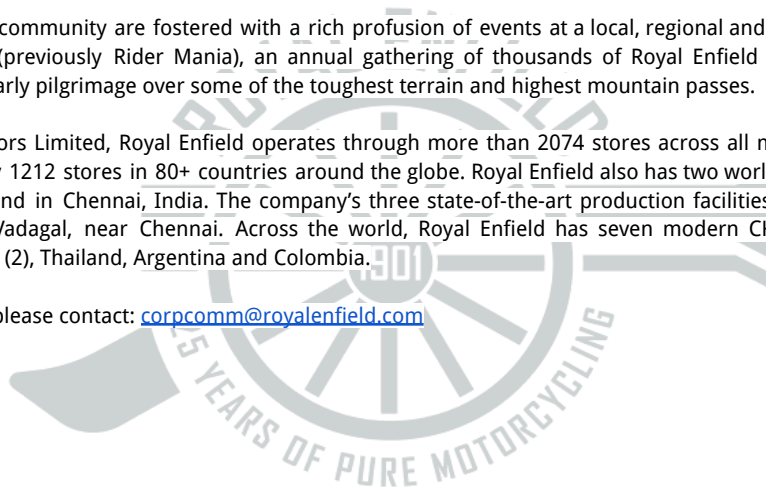 community are fostered with a rich profusion of events at a local, regional and
(previously Rider Mania), an annual gathering of thousands of Royal Enfield
pilgrimage over some of the toughest terrain and highest mountain passes.
Limited, Royal Enfield operates through more than 2074 stores across all
1212 stores in 80+ countries around the globe. Royal Enfield also has two
in Chennai, India. The company's three state-of-the-art production facilities
Vadagal, near Chennai. Across the world, Royal Enfield has seven modern
(2), Thailand, Argentina and Colombia.
please contact: corpcomm@royalenfield.com
ROYAL ENFIELD
1901
25 YEARS OF PURE MOTORCYCLING